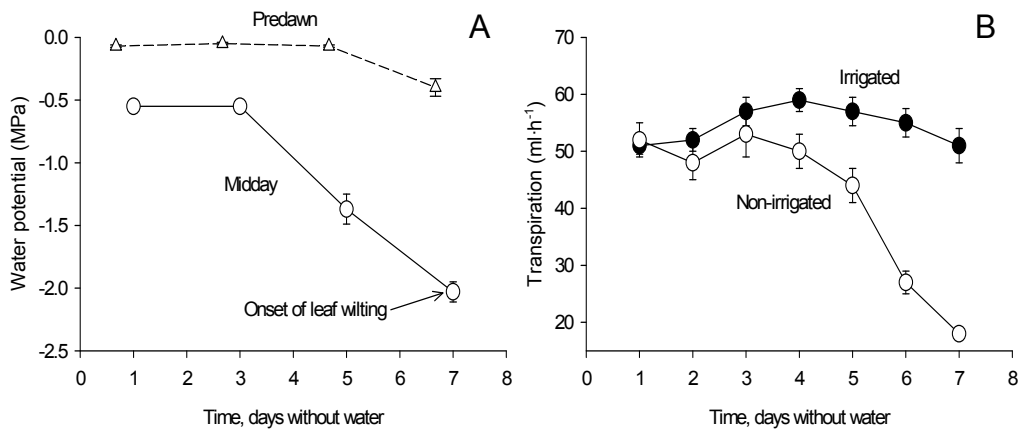 A
Predawn
0.0
-0.5
-1.0
-1.5
-2.0
-2.5
Water potential (MPa)
Midday
Onset of leaf wilting
0 1 2 3 4 5 6 7 8
Time, days without water
B
Irrigated
60
50
40
30
20
Transpiration (ml·h⁻¹)
Non-irrigated
0 1 2 3 4 5 6 7 8
Time, days without water